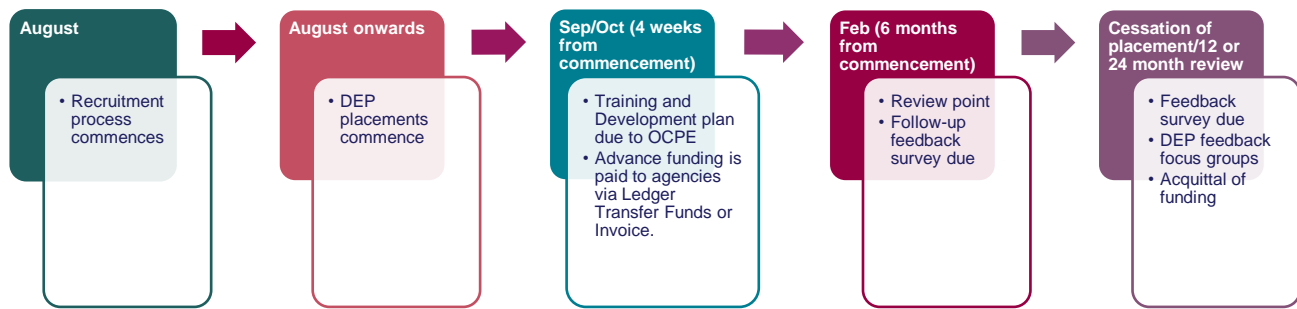 August
• Recruitment
process
commences
August onwards
• DEP
placements
commence
Sep/Oct (4 weeks
from
commencement)
• Training and
Development plan
due to OCPE
• Advance funding is
paid to agencies
via Ledger
Transfer Funds or
Invoice.
Feb (6 months
from
commencement)
• Review point
• Follow-up
feedback
survey due
Cessation of
placement/12 or
24 month review
• Feedback
survey due
• DEP feedback
focus groups
• Acquittal of
funding